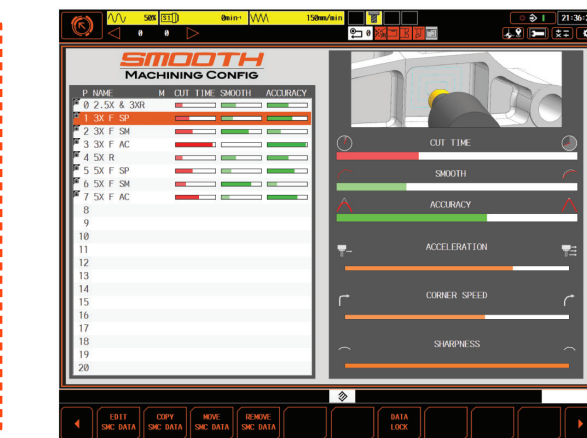 50% 0min-¹ 150mm/min 21:36:
0 0 0
SMOOTH
MACHINING CONFIG
P NAME M CUT TIME SMOOTH ACCURACY
0 2.5X & 3XR
1 3X F SP
2 3X F SM
3 3X F AC
4 5X R
5 5X F SP
6 5X F SM
7 5X F AC
8
9
10
11
12
13
14
15
16
17
18
19
20
CUT TIME
SMOOTH
ACCURACY
ACCELERATION
CORNER SPEED
SHARPNESS
EDIT COPY MOVE REMOVE DATA
SMC DATA SMC DATA SMC DATA SMC DATA LOCK